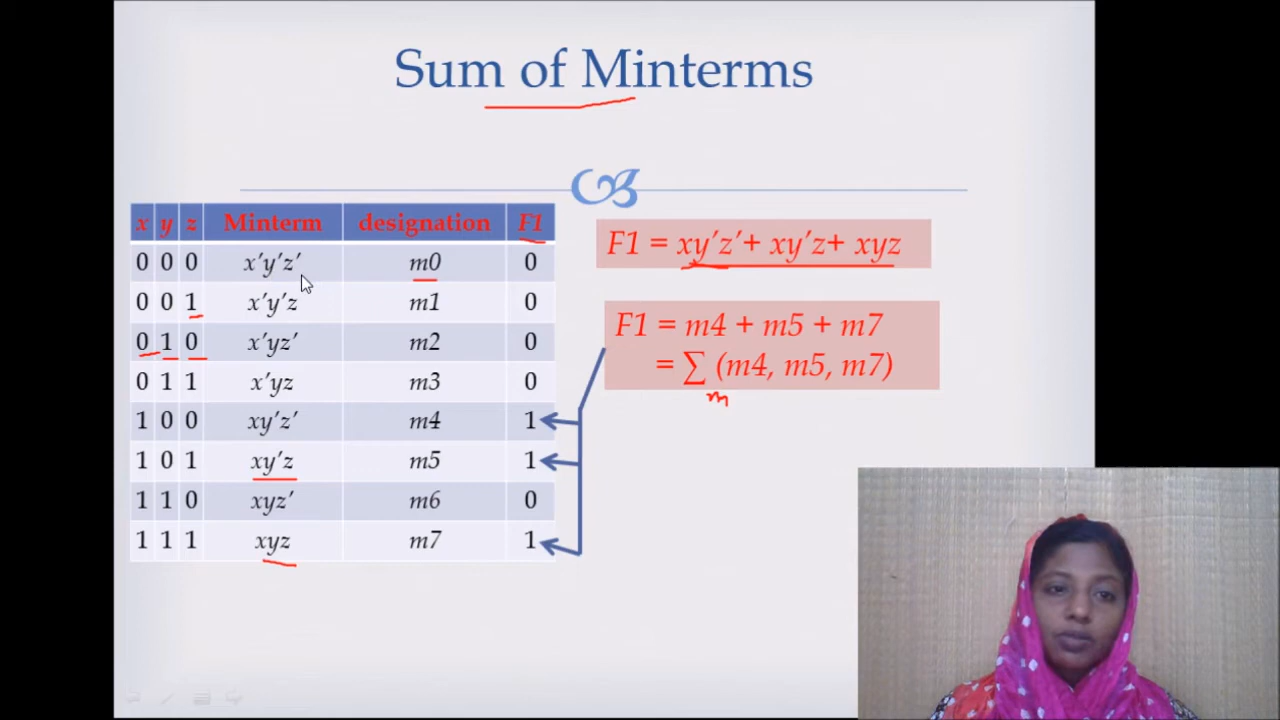 Sum of Minterms
x y z Minterm designation F1
0 0 0 x'y'z' m0 0
0 0 1 x'y'z m1 0
0 1 0 x'yz' m2 0
0 1 1 x'yz m3 0
1 0 0 xy'z' m4 1
1 0 1 xy'z m5 1
1 1 0 xyz' m6 0
1 1 1 xyz m7 1
F1 = xy'z'+ xy'z+ xyz
F1 = m4 + m5 + m7
= ∑ (m4, m5, m7)
m